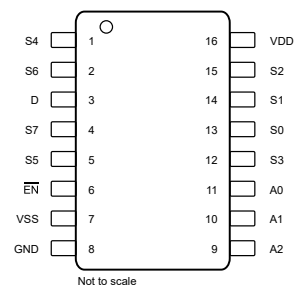 S4 1 16 VDD
S6 2 15 S2
D 3 14 S1
S7 4 13 S0
S5 5 12 S3
E̅N̅ 6 11 A0
VSS 7 10 A1
GND 8 9 A2
Not to scale